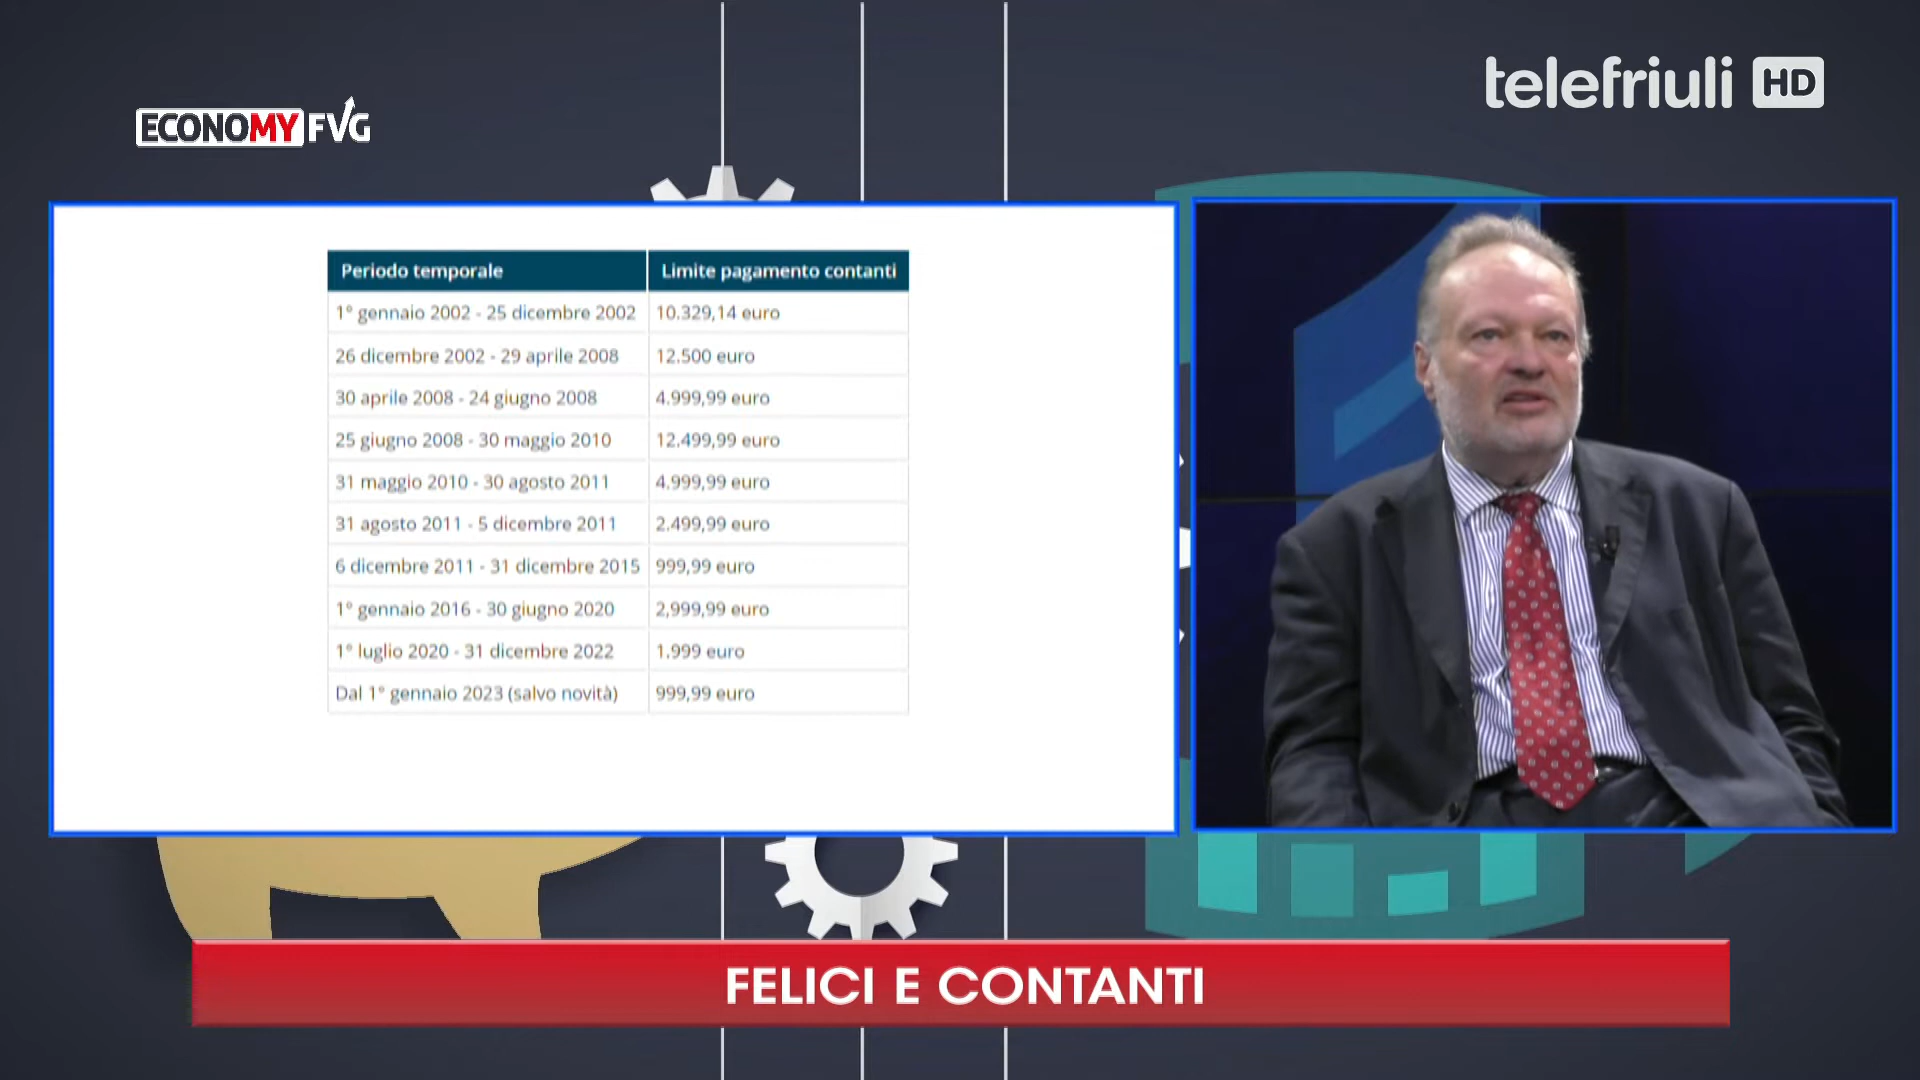 ECONOMY FVG
telefriuli HD
Periodo temporale Limite pagamento contanti
1° gennaio 2002 - 25 dicembre 2002 10.329,14 euro
26 dicembre 2002 - 29 aprile 2008 12.500 euro
30 aprile 2008 - 24 giugno 2008 4.999,99 euro
25 giugno 2008 - 30 maggio 2010 12.499,99 euro
31 maggio 2010 - 30 agosto 2011 4.999,99 euro
31 agosto 2011 - 5 dicembre 2011 2.499,99 euro
6 dicembre 2011 - 31 dicembre 2015 999,99 euro
1° gennaio 2016 - 30 giugno 2020 2,999,99 euro
1° luglio 2020 - 31 dicembre 2022 1.999 euro
Dal 1° gennaio 2023 (salvo novità) 999,99 euro
FELICI E CONTANTI